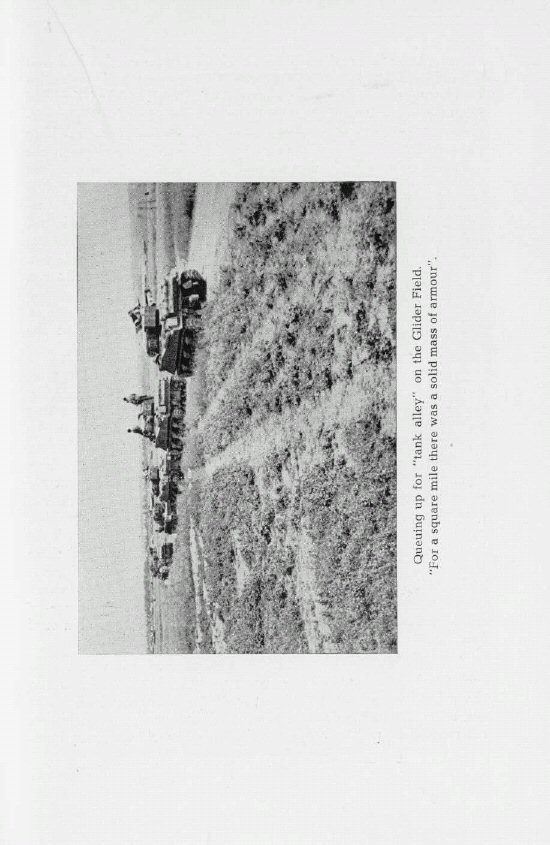 Queuing up for "tank alley" on the Glider Field.
"For a square mile there was a solid mass of armour".